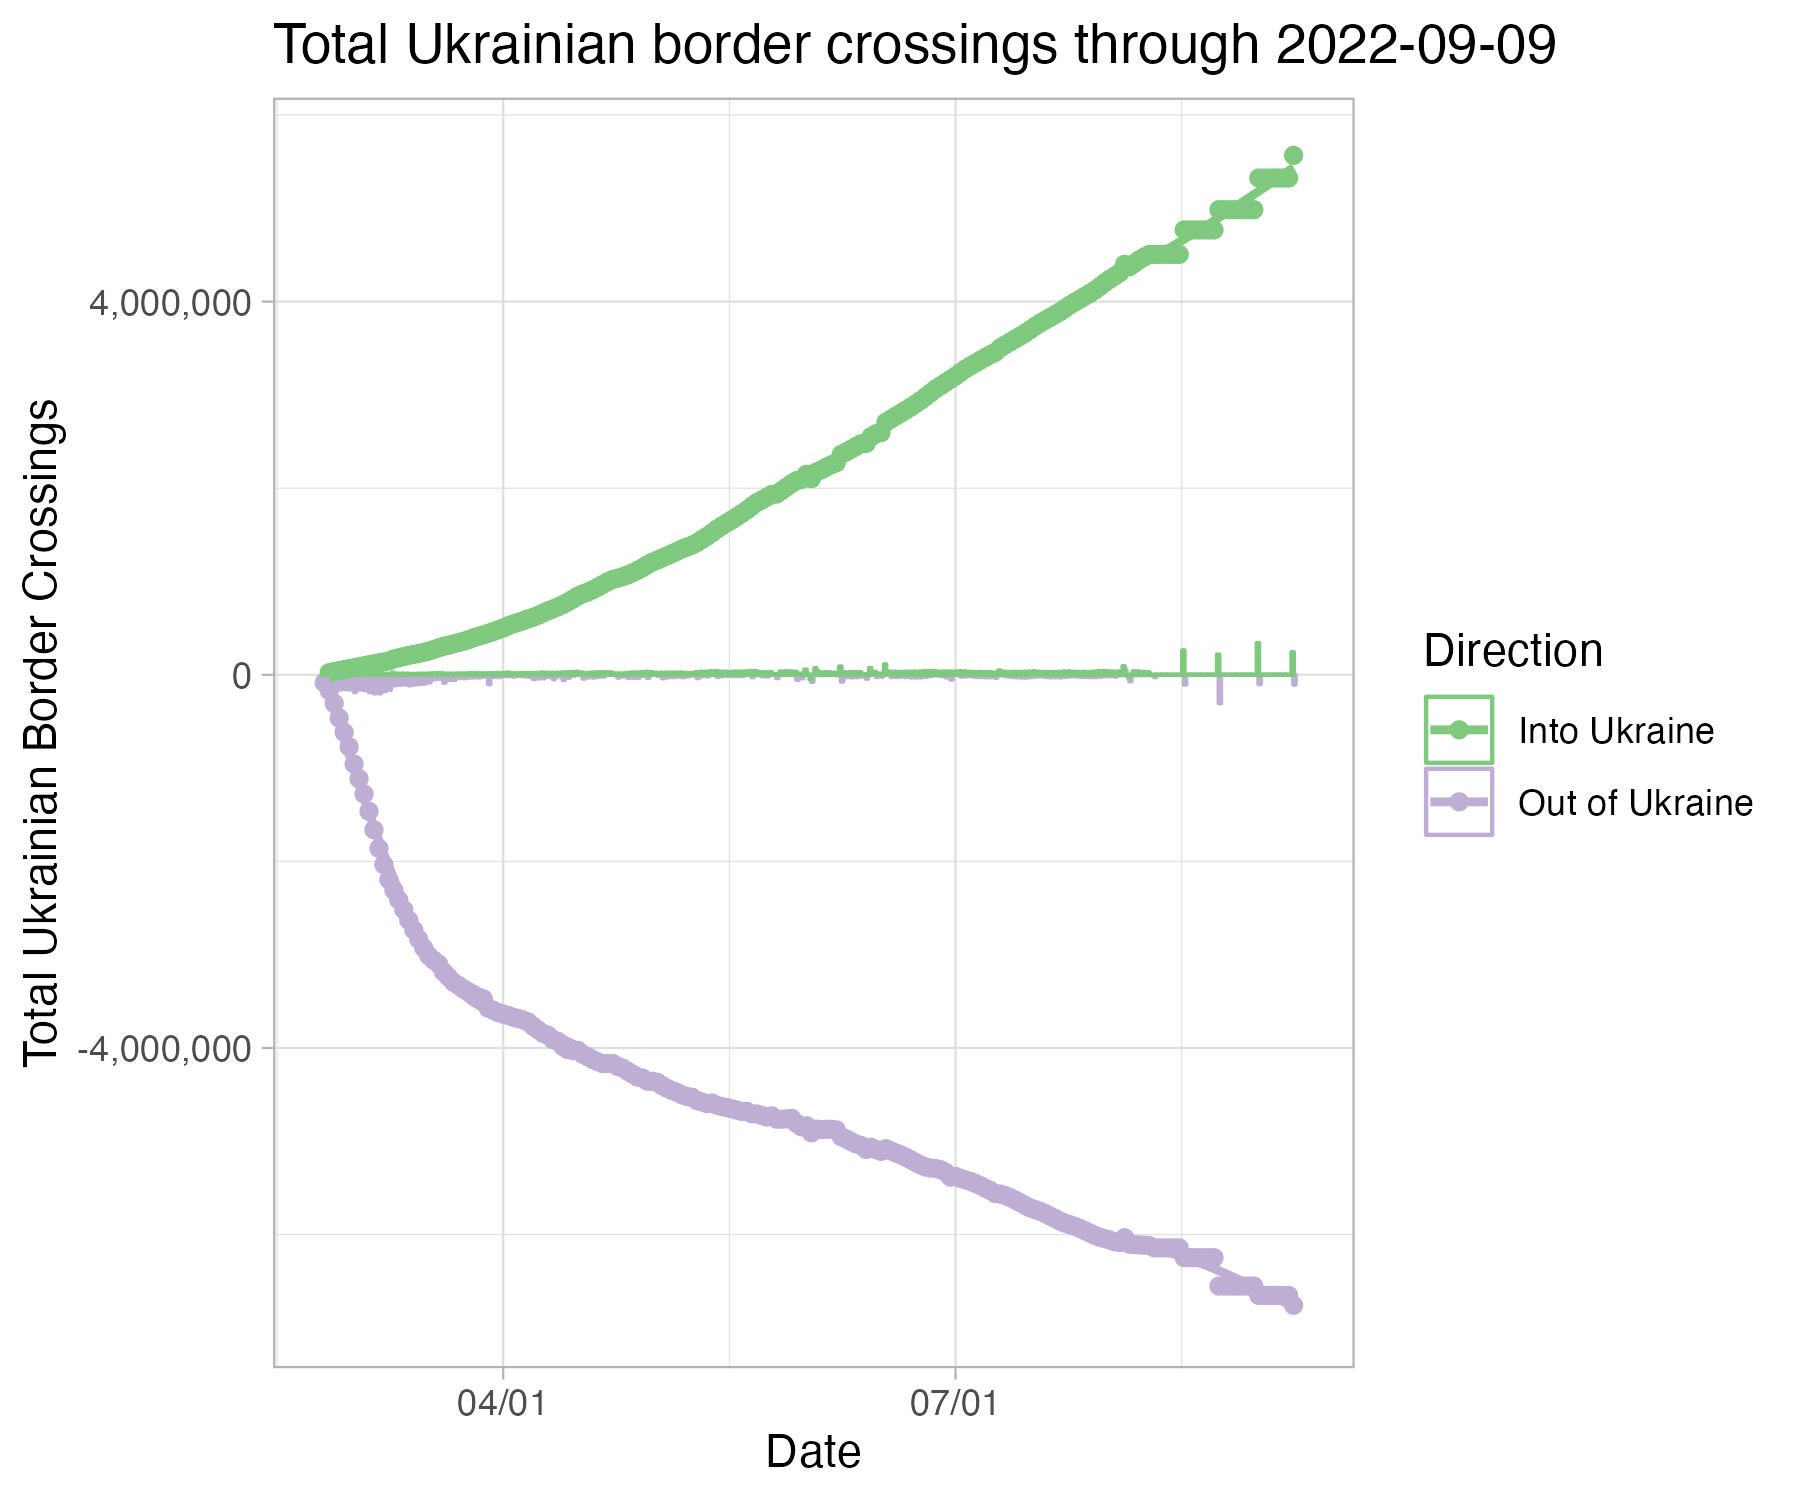 Total Ukrainian border crossings through 2022-09-09
Total Ukrainian Border Crossings
4,000,000
0
-4,000,000
04/01
07/01
Date
Direction
Into Ukraine
Out of Ukraine